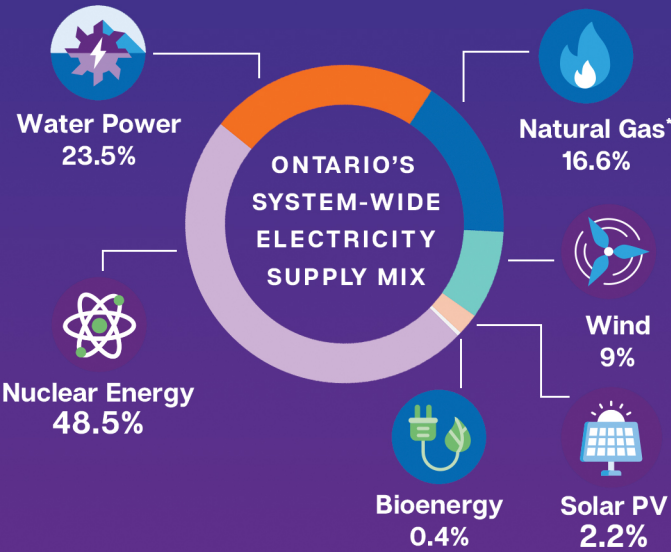 Water Power
23.5%
Natural Gas*
16.6%
ONTARIO'S
SYSTEM-WIDE
ELECTRICITY
SUPPLY MIX
Wind
9%
Nuclear Energy
48.5%
Bioenergy
0.4%
Solar PV
2.2%